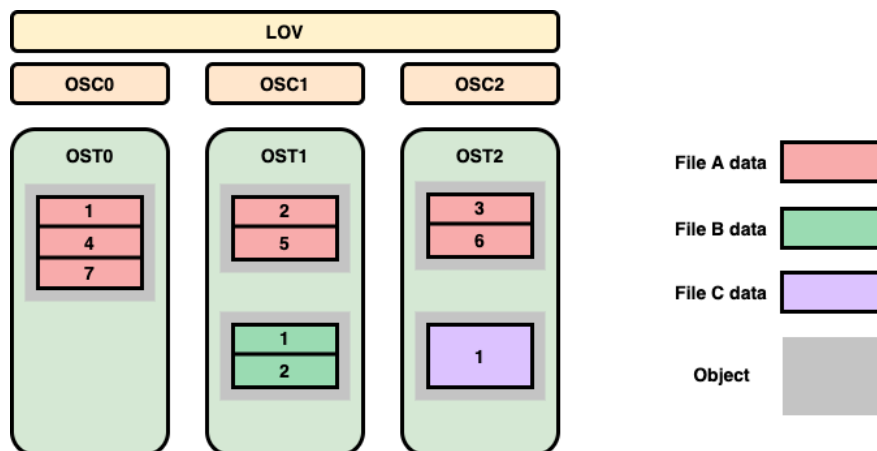 LOV
OSC0
OSC1
OSC2
OST0
OST1
OST2
1
4
7
2
5
3
6
1
2
1
File A data
File B data
File C data
Object